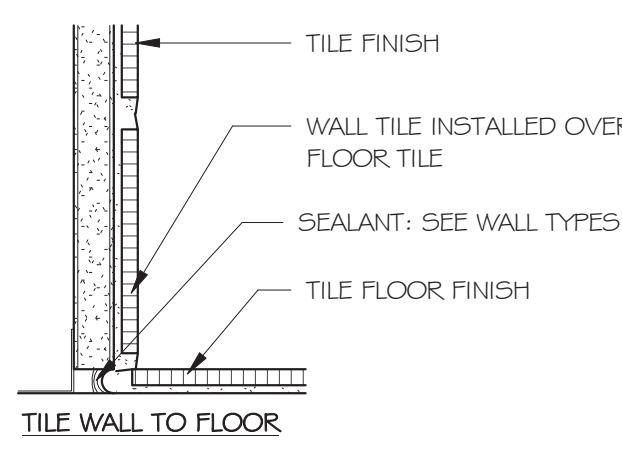 TILE FINISH
WALL TILE INSTALLED OVER
FLOOR TILE
SEALANT: SEE WALL TYPES
TILE FLOOR FINISH
TILE WALL TO FLOOR